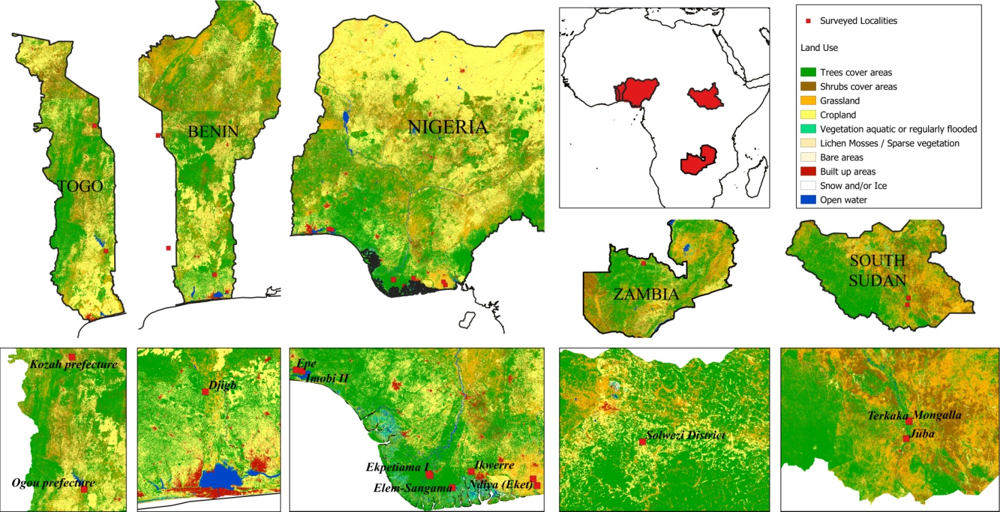 TOGO
BENIN
NIGERIA
Surveyed Localities
Land Use
Trees cover areas
Shrubs cover areas
Grassland
Cropland
Vegetation aquatic or regularly flooded
Lichen Mosses / Sparse vegetation
Bare areas
Built up areas
Snow and/or Ice
Open water
ZAMBIA
SOUTH
SUDAN
Kozah prefecture
Ogou prefecture
Djigb
Epe
Imobi II
Ekpetiama I
Ikwerre
Elem-Sangama
Ndiya (Eket)
Solwezi District
Terkaka Mongalla
Juba